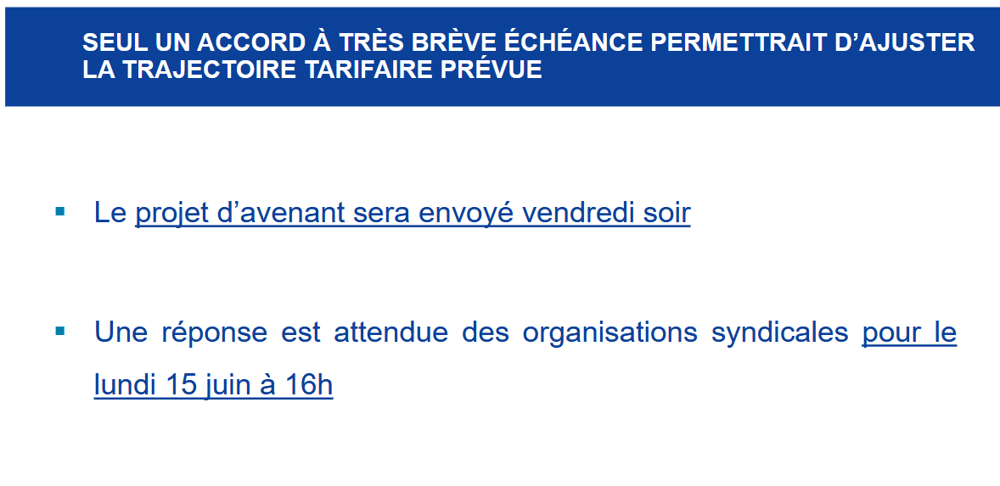 SEUL UN ACCORD À TRÈS BRÈVE ÉCHÉANCE PERMETTRAIT D’AJUSTER
LA TRAJECTOIRE TARIFAIRE PRÉVUE
▪ Le projet d’avenant sera envoyé vendredi soir
▪ Une réponse est attendue des organisations syndicales pour le
lundi 15 juin à 16h